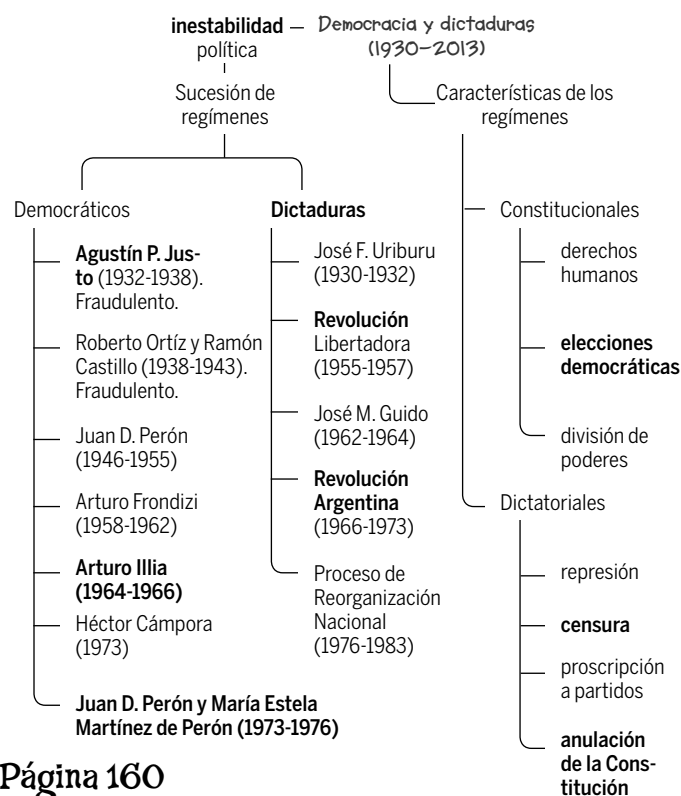 inestabilidad
política
Democracia y dictaduras
(1930–2013)
Sucesión de
regímenes
Democráticos
Agustín P. Jus-
to (1932-1938).
Fraudulento.
Roberto Ortíz y Ramón
Castillo (1938-1943).
Fraudulento.
Juan D. Perón
(1946-1955)
Arturo Frondizi
(1958-1962)
Arturo Illia
(1964-1966)
Héctor Cámpora
(1973)
Juan D. Perón y María Estela
Martínez de Perón (1973-1976)
Dictaduras
José F. Uriburu
(1930-1932)
Revolución
Libertadora
(1955-1957)
José M. Guido
(1962-1964)
Revolución
Argentina
(1966-1973)
Proceso de
Reorganización
Nacional
(1976-1983)
Características de los
regímenes
Constitucionales
derechos
humanos
elecciones
democráticas
división de
poderes
Dictatoriales
represión
censura
proscripción
a partidos
anulación
de la Cons-
titución
Página 160